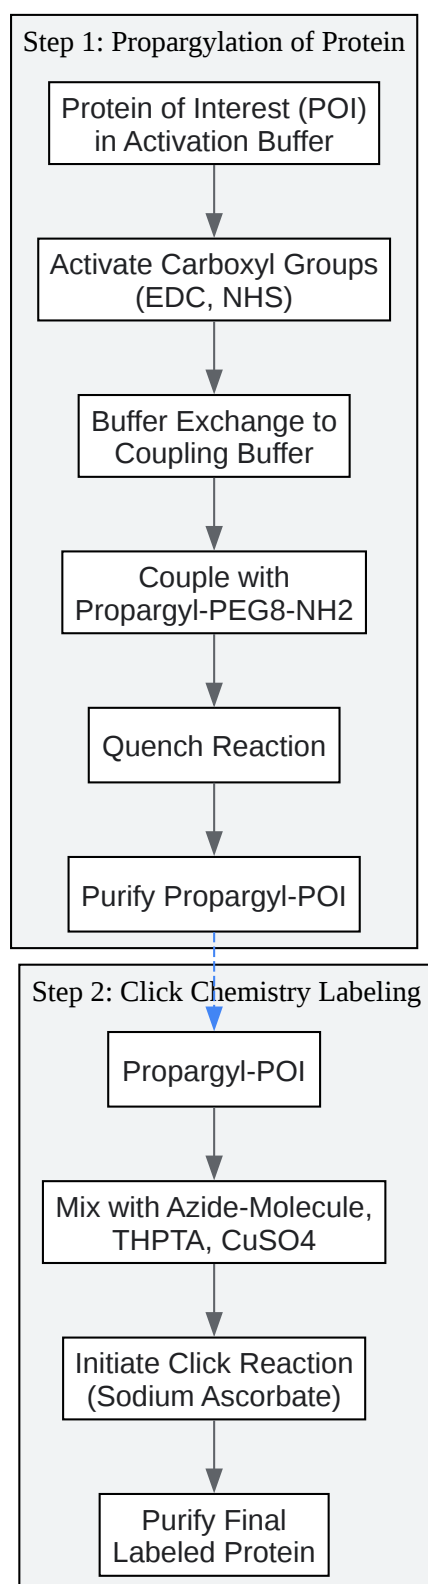 Step 1: Propargylation of Protein
Protein of Interest (POI)
in Activation Buffer
Activate Carboxyl Groups
(EDC, NHS)
Buffer Exchange to
Coupling Buffer
Couple with
Propargyl-PEG8-NH2
Quench Reaction
Purify Propargyl-POI
Step 2: Click Chemistry Labeling
Propargyl-POI
Mix with Azide-Molecule,
THPTA, CuSO4
Initiate Click Reaction
(Sodium Ascorbate)
Purify Final
Labeled Protein